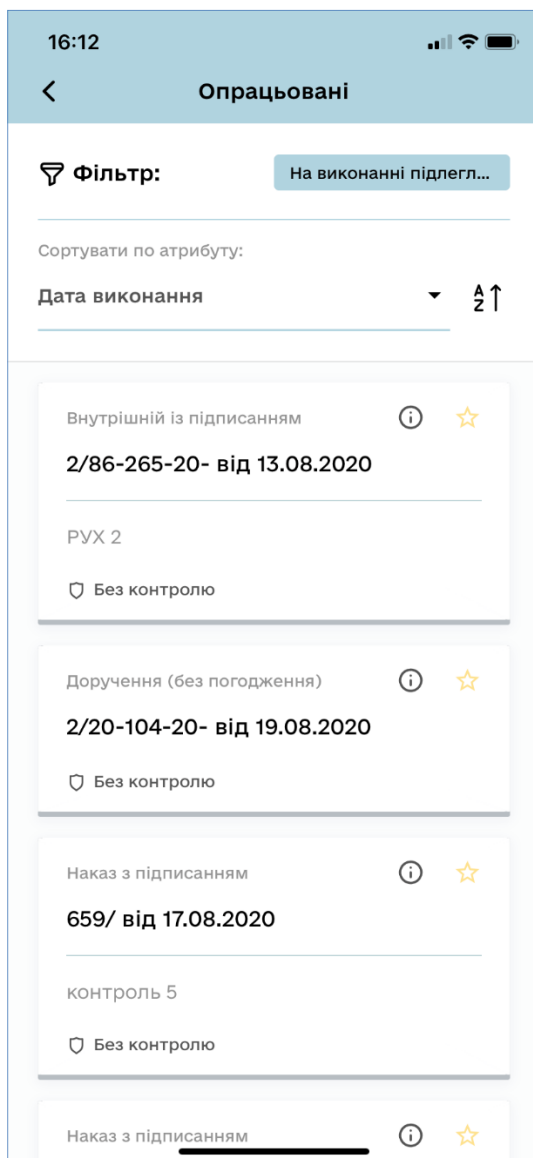 16:12
Опрацьовані
Фільтр:
На виконанні підлегл...
Сортувати по атрибуту:
Дата виконання
A
Z
Внутрішній із підписанням
2/86-265-20- від 13.08.2020
РУХ 2
Без контролю
Доручення (без погодження)
2/20-104-20- від 19.08.2020
Без контролю
Наказ з підписанням
659/ від 17.08.2020
контроль 5
Без контролю
Наказ з підписанням